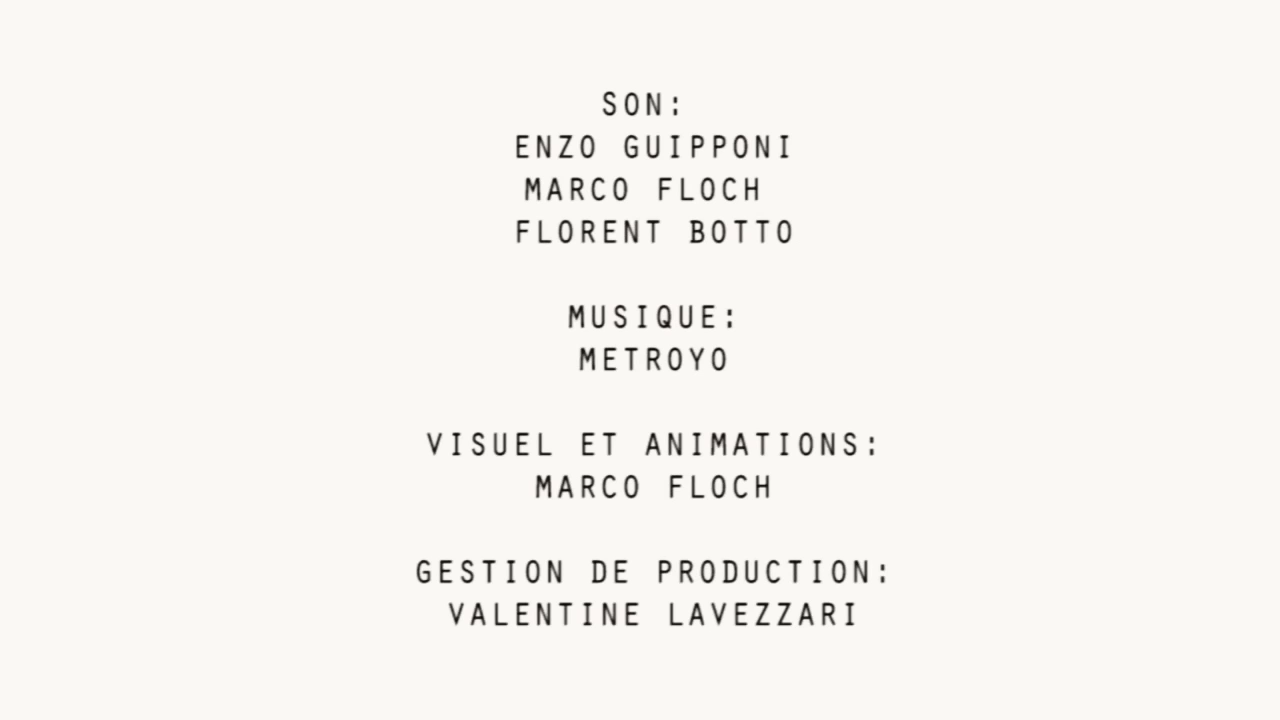 SON:
ENZO GUIPPONI
MARCO FLOCH
FLORENT BOTTO
MUSIQUE:
METROYO
VISUEL ET ANIMATIONS:
MARCO FLOCH
GESTION DE PRODUCTION:
VALENTINE LAVEZZARI